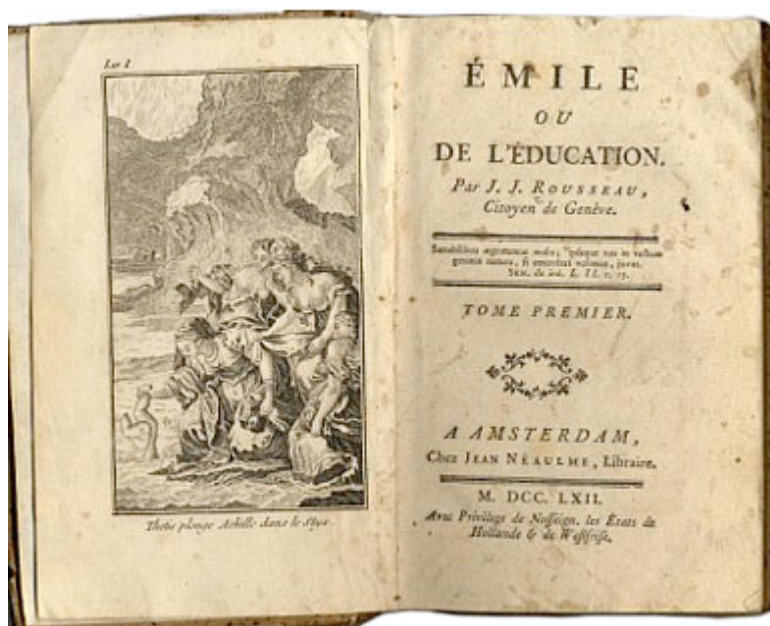 Liv. I
Thetis plonge Achille dans le Styx.
ÉMILE
OU
DE L'ÉDUCATION.
Par J. J. ROUSSEAU,
Citoyen de Genève.
Sanabilibus ægrotamus malis; ipsaque nos in rectum
genitos natura, si emendari velimus, juvat.
SEN. de irâ. L. II. c. 13.
TOME PREMIER.
A AMSTERDAM,
Chez JEAN NÉAULME, Libraire.
M. DCC. LXII.
Avec Privilége de Nosseign. les Etats de
Hollande & de Westfrise.